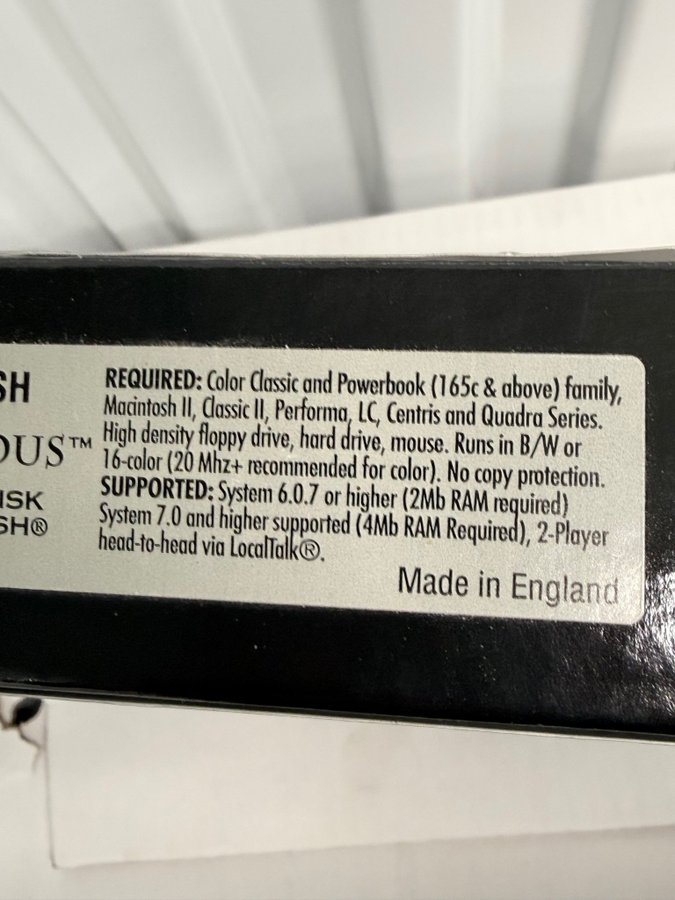 SH
OUS™
ISK
SH®
REQUIRED: Color Classic and Powerbook (165c & above) family,
Macintosh II, Classic II, Performa, LC, Centris and Quadra Series.
High density floppy drive, hard drive, mouse. Runs in B/W or
16-color (20 Mhz+ recommended for color). No copy protection.
SUPPORTED: System 6.0.7 or higher (2Mb RAM required)
System 7.0 and higher supported (4Mb RAM Required), 2-Player
head-to-head via LocalTalk®.
Made in England